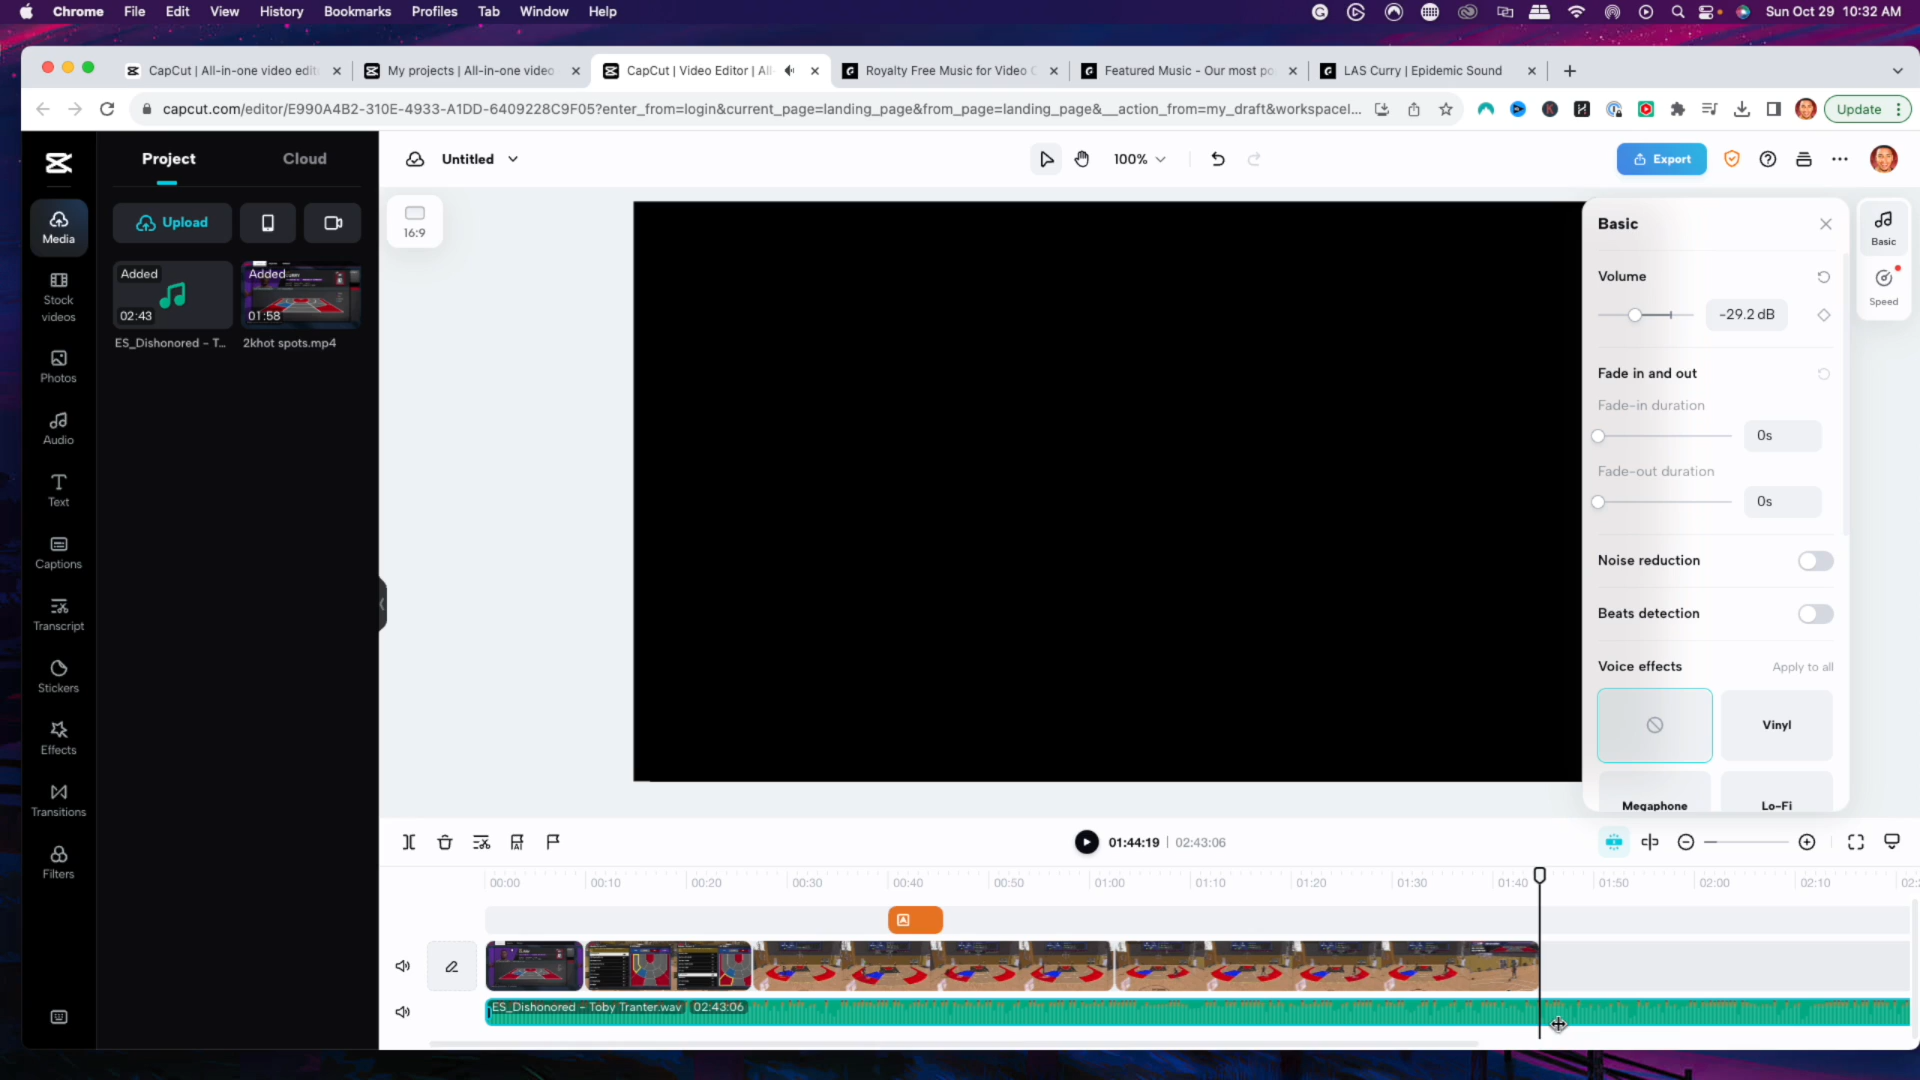 Chrome File Edit View History Bookmarks Profiles Tab Window Help
Sun Oct 29 10:32 AM
CapCut | All-in-one video edit
My projects | All-in-one video
CapCut | Video Editor | All-
Royalty Free Music for Video C
Featured Music - Our most po
LAS Curry | Epidemic Sound
capcut.com/editor/E990A4B2-310E-4933-A1DD-6409228C9F05?enter_from=login&current_page=landing_page&from_page=landing_page&__action_from=my_draft&workspaceI...
Update
Project
Cloud
Untitled
100%
Export
Media
Stock videos
Photos
Audio
Text
Captions
Transcript
Stickers
Effects
Transitions
Filters
Upload
Added
02:43
ES_Dishonored - T...
Added
01:58
2khot spots.mp4
16:9
Basic
Volume
-29.2 dB
Fade in and out
Fade-in duration
0s
Fade-out duration
0s
Noise reduction
Beats detection
Voice effects
Apply to all
Vinyl
Megaphone
Lo-Fi
Basic
Speed
01:44:19 | 02:43:06
00:00 00:10 00:20 00:30 00:40 00:50 01:00 01:10 01:20 01:30 01:40 01:50 02:00 02:10 02:2
ES_Dishonored - Toby Tranter.wav 02:43:06